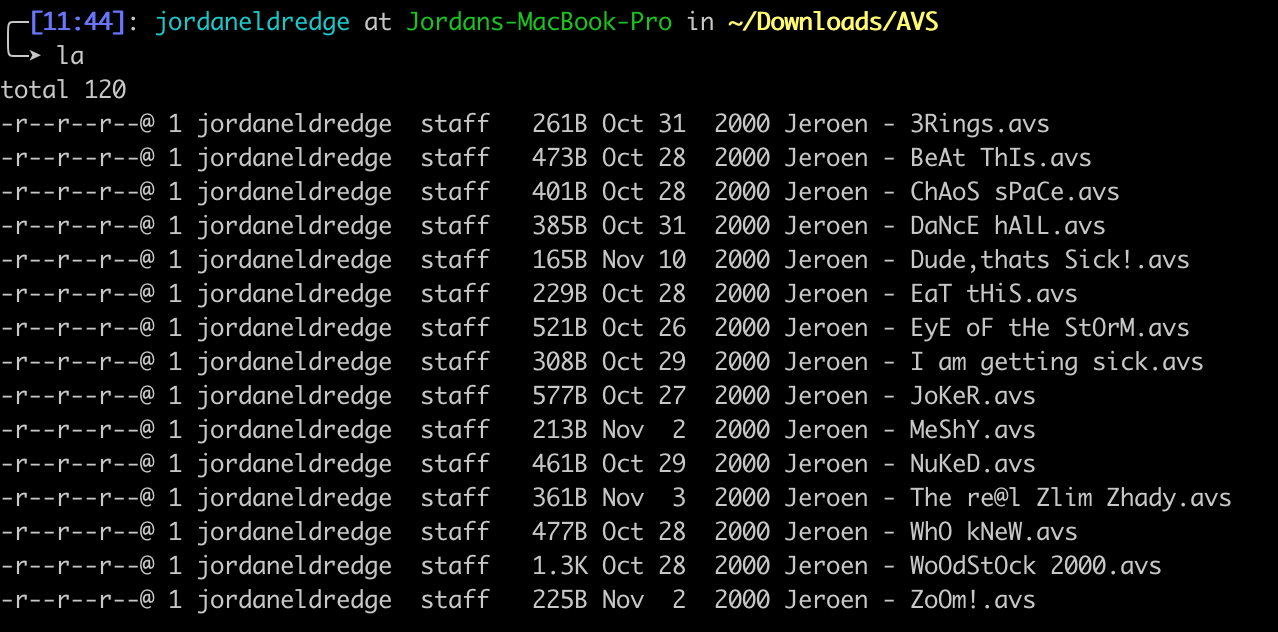 [11:44]: jordaneldredge at Jordans-MacBook-Pro in ~/Downloads/AVS
la
total 120
-r--r--r--@ 1 jordaneldredge  staff   261B Oct 31  2000 Jeroen - 3Rings.avs
-r--r--r--@ 1 jordaneldredge  staff   473B Oct 28  2000 Jeroen - BeAt ThIs.avs
-r--r--r--@ 1 jordaneldredge  staff   401B Oct 28  2000 Jeroen - ChAoS sPaCe.avs
-r--r--r--@ 1 jordaneldredge  staff   385B Oct 31  2000 Jeroen - DaNcE hAlL.avs
-r--r--r--@ 1 jordaneldredge  staff   165B Nov 10  2000 Jeroen - Dude,thats Sick!.avs
-r--r--r--@ 1 jordaneldredge  staff   229B Oct 28  2000 Jeroen - EaT tHiS.avs
-r--r--r--@ 1 jordaneldredge  staff   521B Oct 26  2000 Jeroen - EyE oF tHe StOrM.avs
-r--r--r--@ 1 jordaneldredge  staff   308B Oct 29  2000 Jeroen - I am getting sick.avs
-r--r--r--@ 1 jordaneldredge  staff   577B Oct 27  2000 Jeroen - JoKeR.avs
-r--r--r--@ 1 jordaneldredge  staff   213B Nov  2  2000 Jeroen - MeShY.avs
-r--r--r--@ 1 jordaneldredge  staff   461B Oct 29  2000 Jeroen - NuKeD.avs
-r--r--r--@ 1 jordaneldredge  staff   361B Nov  3  2000 Jeroen - The re@l Zlim Zhady.avs
-r--r--r--@ 1 jordaneldredge  staff   477B Oct 28  2000 Jeroen - WhO kNeW.avs
-r--r--r--@ 1 jordaneldredge  staff   1.3K Oct 28  2000 Jeroen - WoOdStOck 2000.avs
-r--r--r--@ 1 jordaneldredge  staff   225B Nov  2  2000 Jeroen - ZoOm!.avs